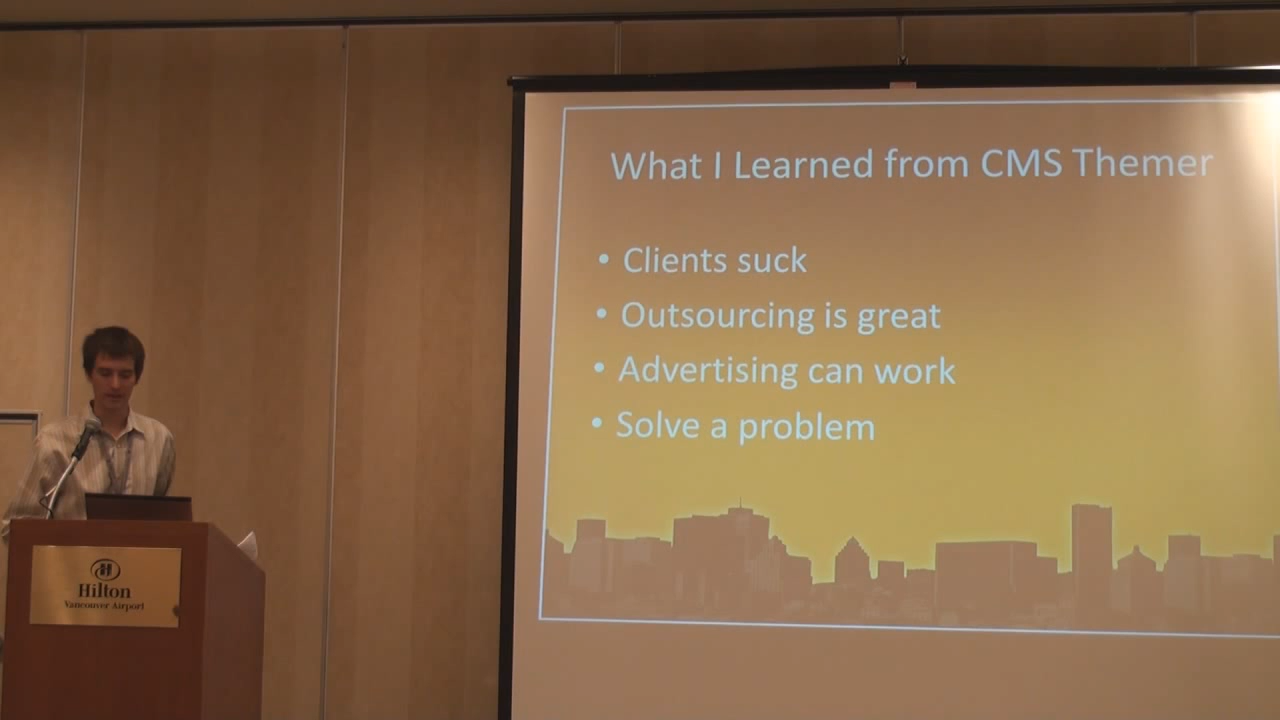 What I Learned from CMS Themer
• Clients suck
• Outsourcing is great
• Advertising can work
• Solve a problem
H
Hilton
Vancouver Airport